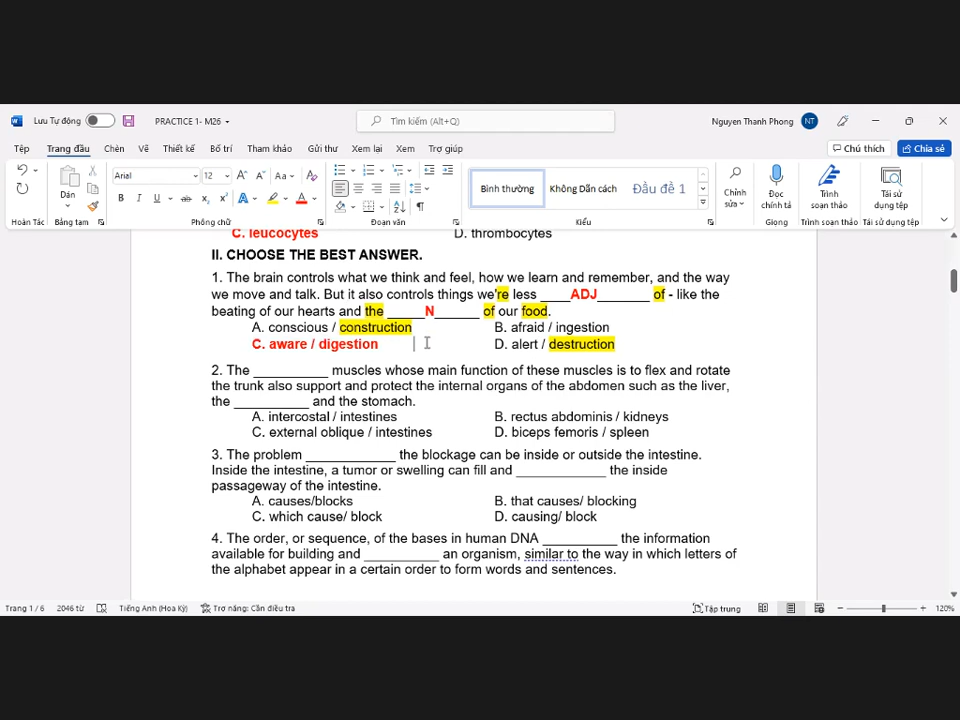 Lưu Tự động
PRACTICE 1- M26
Tìm kiếm (Alt+Q)
Nguyen Thanh Phong
NT
Tệp Trang đầu Chèn Vẽ Thiết kế Bố trí Tham khảo Gửi thư Xem lại Xem Trợ giúp
Chú thích
Chia sẻ
Dán
Arial
12
Bình thường
Không Dãn cách
Đầu đề 1
Chỉnh sửa
Đọc chính tả
Trình soạn thảo
Tái sử dụng tệp
Hoàn Tác Bảng tạm Phông chữ Đoạn văn Kiểu Giọng Trình soạn thảo Tái sử dụng tệp
C. leucocytes D. thrombocytes
II. CHOOSE THE BEST ANSWER.
1. The brain controls what we think and feel, how we learn and remember, and the way
we move and talk. But it also controls things we're less ____ADJ_______ of - like the
beating of our hearts and the _____N______ of our food.
A. conscious / construction B. afraid / ingestion
C. aware / digestion D. alert / destruction
2. The __________ muscles whose main function of these muscles is to flex and rotate
the trunk also support and protect the internal organs of the abdomen such as the liver,
the __________ and the stomach.
A. intercostal / intestines B. rectus abdominis / kidneys
C. external oblique / intestines D. biceps femoris / spleen
3. The problem ____________ the blockage can be inside or outside the intestine.
Inside the intestine, a tumor or swelling can fill and ____________ the inside
passageway of the intestine.
A. causes/blocks B. that causes/ blocking
C. which cause/ block D. causing/ block
4. The order, or sequence, of the bases in human DNA __________ the information
available for building and __________ an organism, similar to the way in which letters of
the alphabet appear in a certain order to form words and sentences.
Trang 1 / 6 2046 từ Tiếng Anh (Hoa Kỳ) Trợ năng: Cần điều tra Tập trung 120%